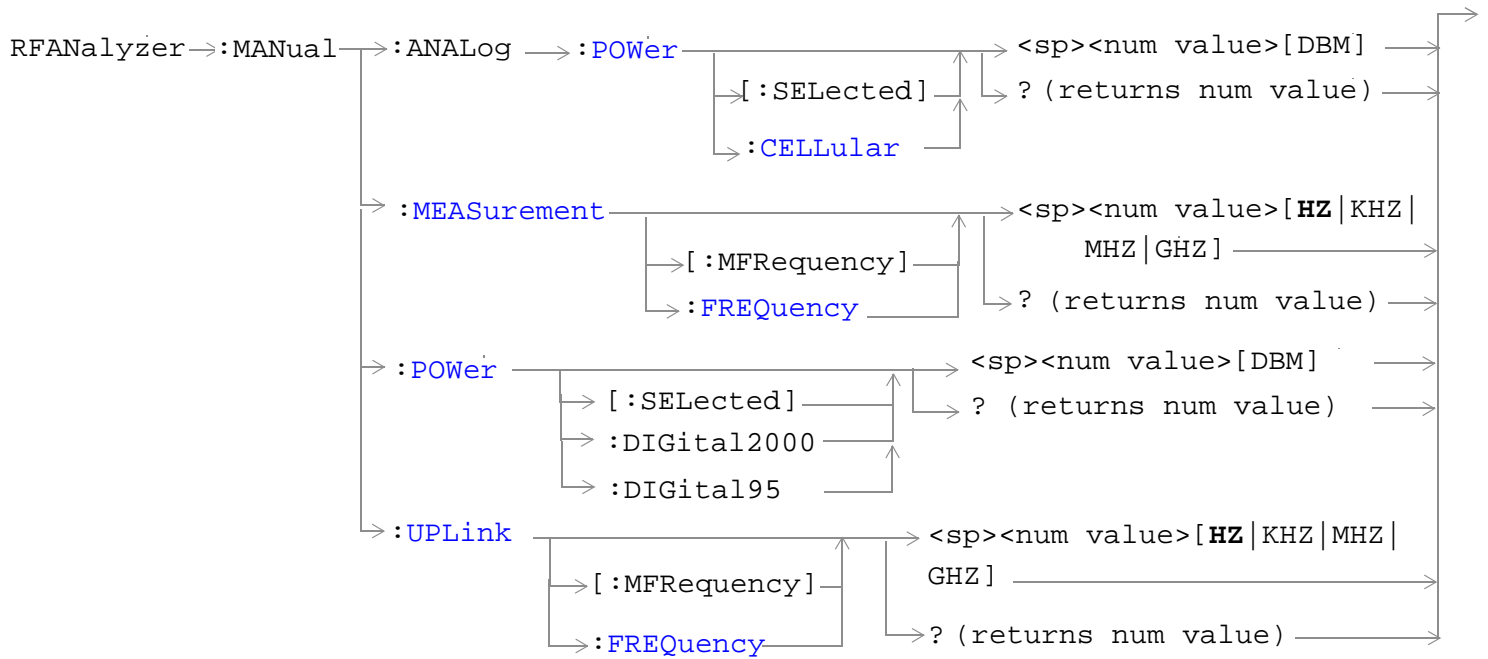 RFANalyzer :MANual :ANALog :POWer <sp><num value>[DBM]
[:SELected] ? (returns num value)
:CELLular
:MEASurement <sp><num value>[HZ|KHZ|
[:MFRequency] MHZ|GHZ]
:FREQuency ? (returns num value)
:POWer <sp><num value>[DBM]
[:SELected] ? (returns num value)
:DIGital2000
:DIGital95
:UPLink <sp><num value>[HZ|KHZ|MHZ|
[:MFRequency] GHZ]
:FREQuency ? (returns num value)